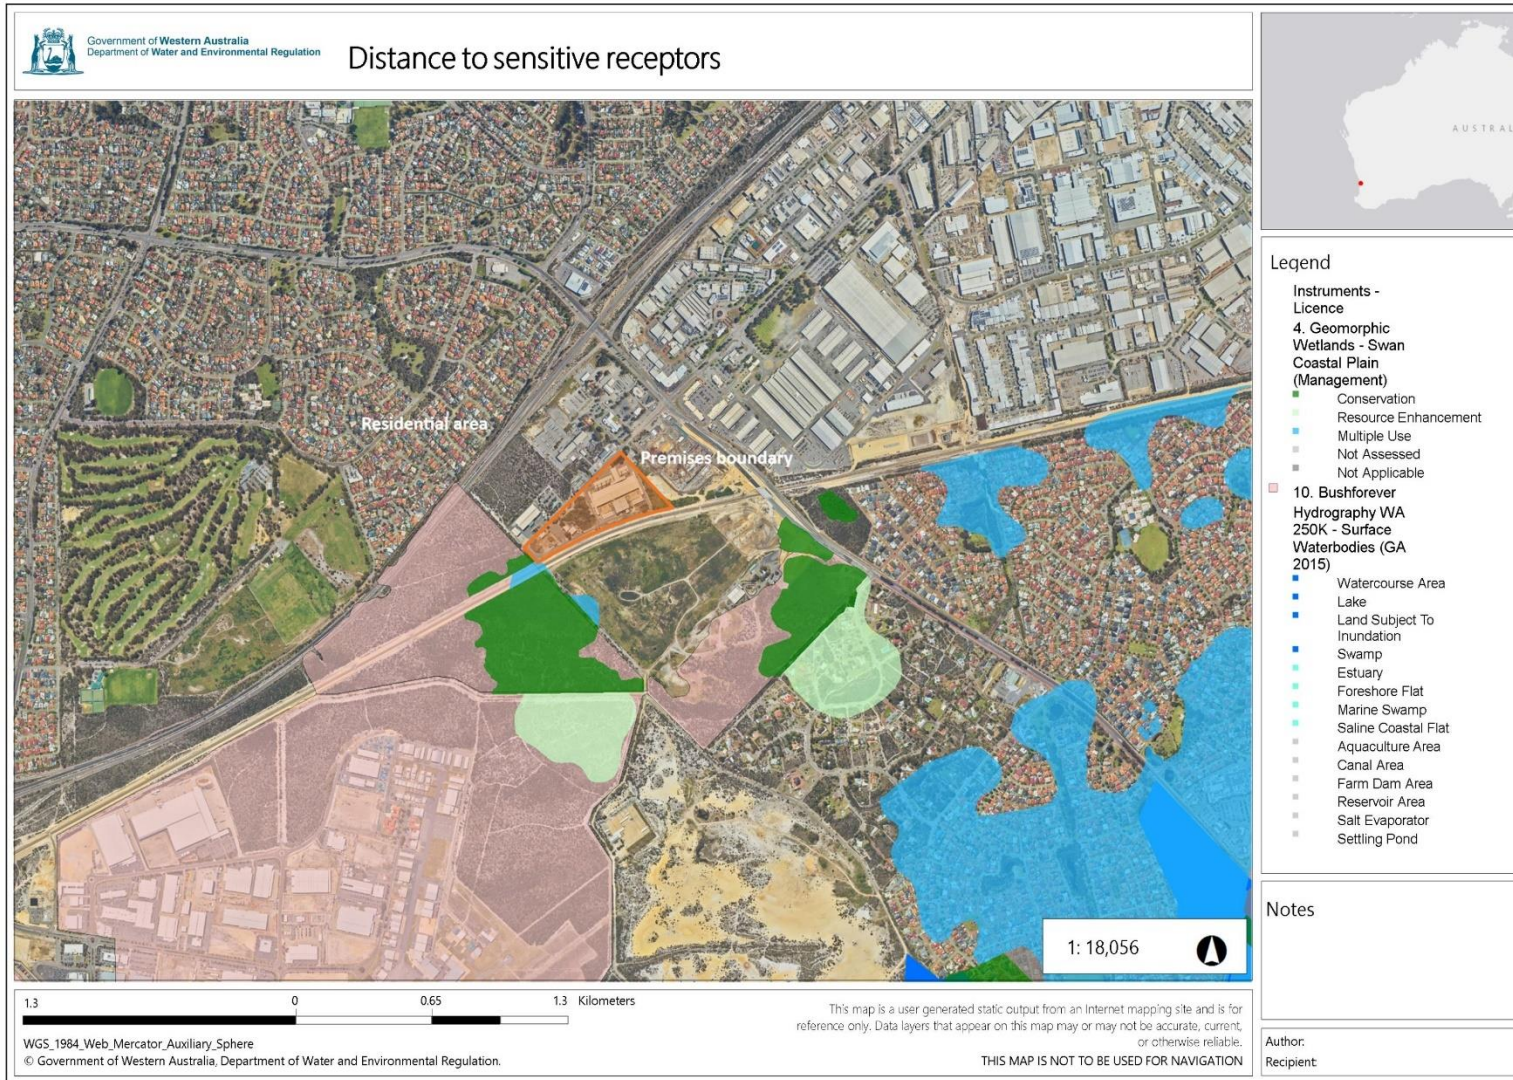 Government of Western Australia
Department of Water and Environmental Regulation
Distance to sensitive receptors
AUSTRAL
Residential area
Premises boundary
Legend
Instruments -
Licence
4. Geomorphic
Wetlands - Swan
Coastal Plain
(Management)
Conservation
Resource Enhancement
Multiple Use
Not Assessed
Not Applicable
10. Bushforever
Hydrography WA
250K - Surface
Waterbodies (GA
2015)
Watercourse Area
Lake
Land Subject To
Inundation
Swamp
Estuary
Foreshore Flat
Marine Swamp
Saline Coastal Flat
Aquaculture Area
Canal Area
Farm Dam Area
Reservoir Area
Salt Evaporator
Settling Pond
Notes
1: 18,056
1.3 0 0.65 1.3 Kilometers
WGS_1984_Web_Mercator_Auxiliary_Sphere
© Government of Western Australia, Department of Water and Environmental Regulation.
This map is a user generated static output from an Internet mapping site and is for
reference only. Data layers that appear on this map may or may not be accurate, current,
or otherwise reliable.
THIS MAP IS NOT TO BE USED FOR NAVIGATION
Author:
Recipient: